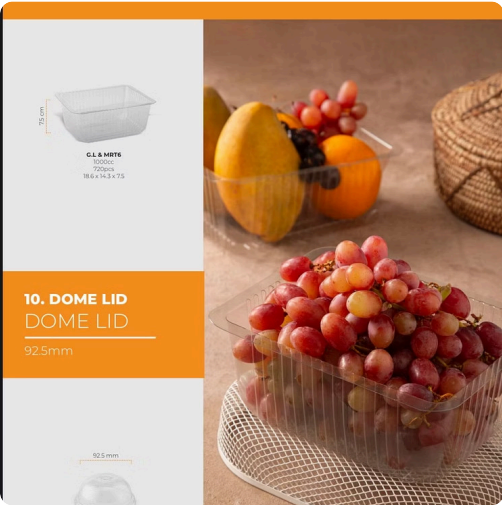 7.5 cm
G.L & MRT6
1000cc
720pcs
18.6 x 14.3 x 7.5
10. DOME LID
DOME LID
92.5mm
92.5 mm